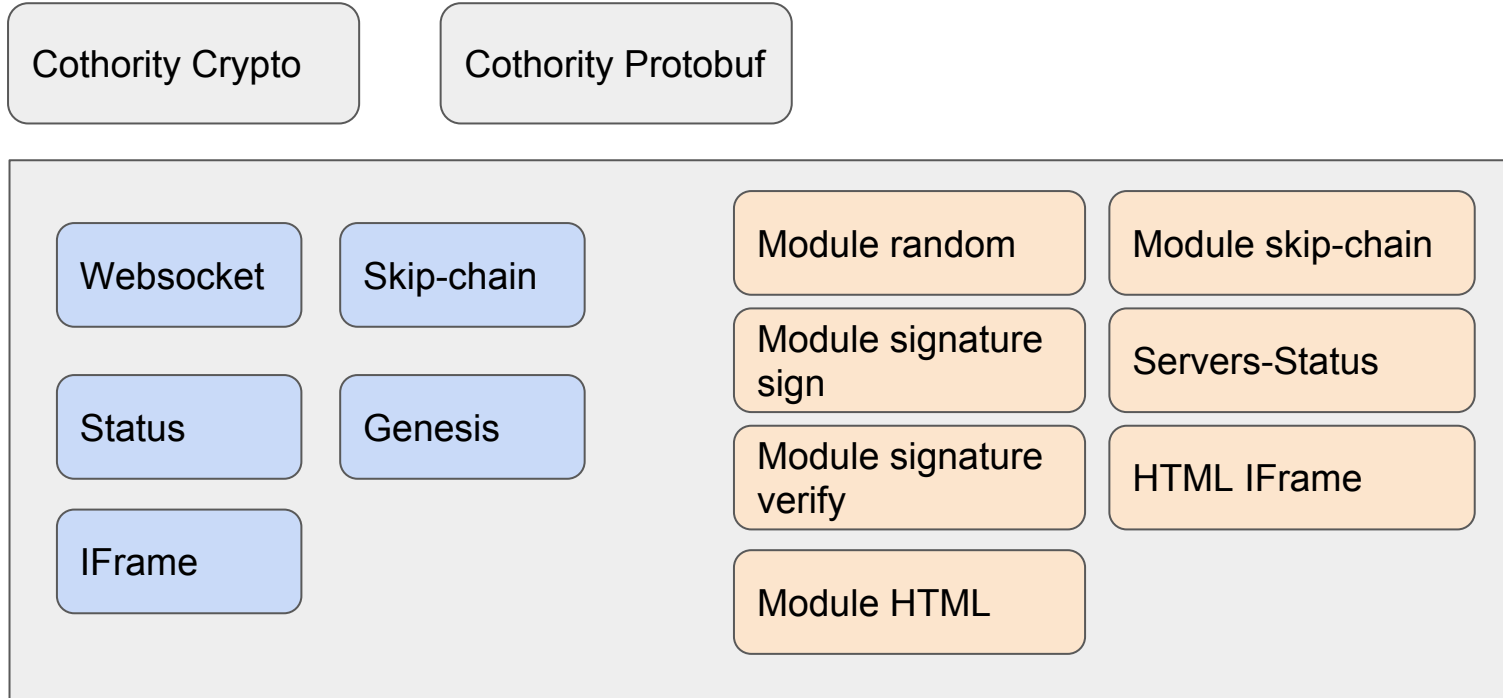 Cothority Crypto
Cothority Protobuf
Websocket
Skip-chain
Status
Genesis
IFrame
Module random
Module skip-chain
Module signature
sign
Servers-Status
Module signature
verify
HTML IFrame
Module HTML